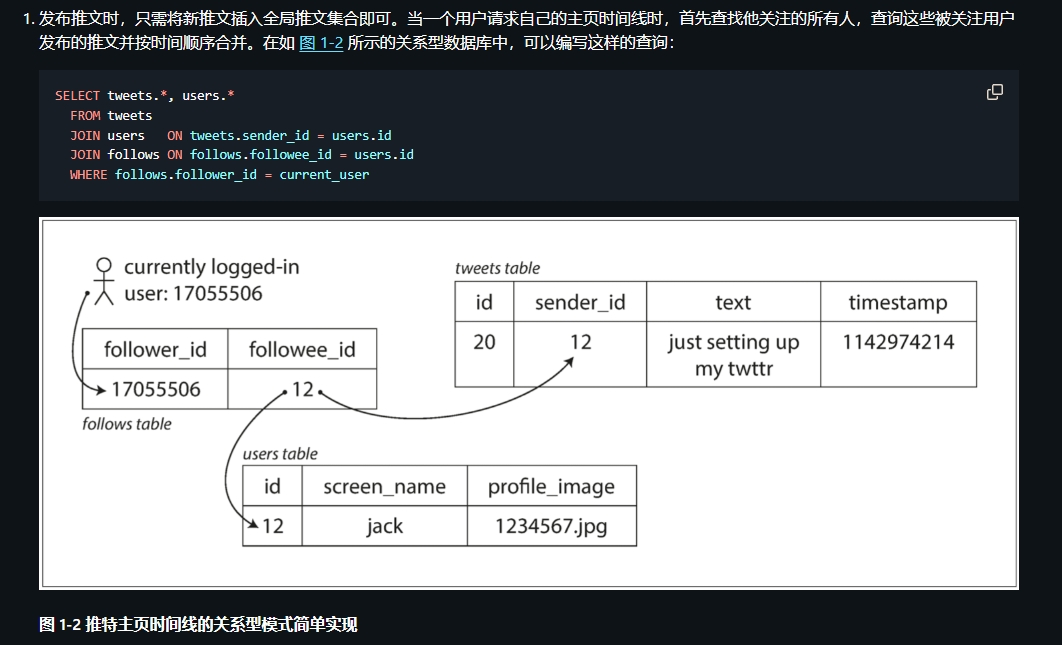 1. 发布推文时，只需将新推文插入全局推文集合即可。当一个用户请求自己的主页时间线时，首先查找他关注的所有人，查询这些被关注用户
发布的推文并按时间顺序合并。在如 图 1-2 所示的关系型数据库中，可以编写这样的查询：
SELECT tweets.*, users.*
FROM tweets
JOIN users   ON tweets.sender_id = users.id
JOIN follows ON follows.followee_id = users.id
WHERE follows.follower_id = current_user
currently logged-in
user: 17055506
follower_id followee_id
17055506 12
follows table
tweets table
id sender_id text timestamp
20 12 just setting up 1142974214
my twttr
users table
id screen_name profile_image
12 jack 1234567.jpg
图 1-2 推特主页时间线的关系型模式简单实现